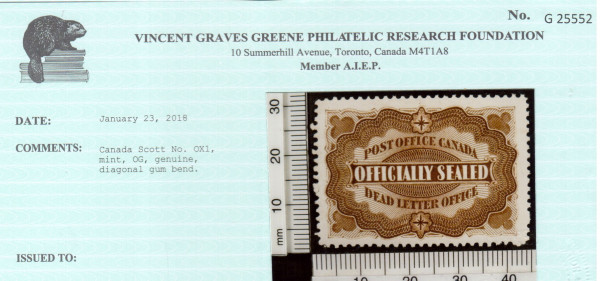 No. G 25552
VINCENT GRAVES GREENE PHILATELIC RESEARCH FOUNDATION
10 Summerhill Avenue, Toronto, Canada M4T1A8
Member A.I.E.P.
DATE: January 23, 2018
COMMENTS: Canada Scott No. OX1,
mint, OG, genuine,
diagonal gum bend.
ISSUED TO:
30
20
10
mm
POST OFFICE CANADA
OFFICIALLY SEALED
DEAD LETTER OFFICE
10 20 30 40